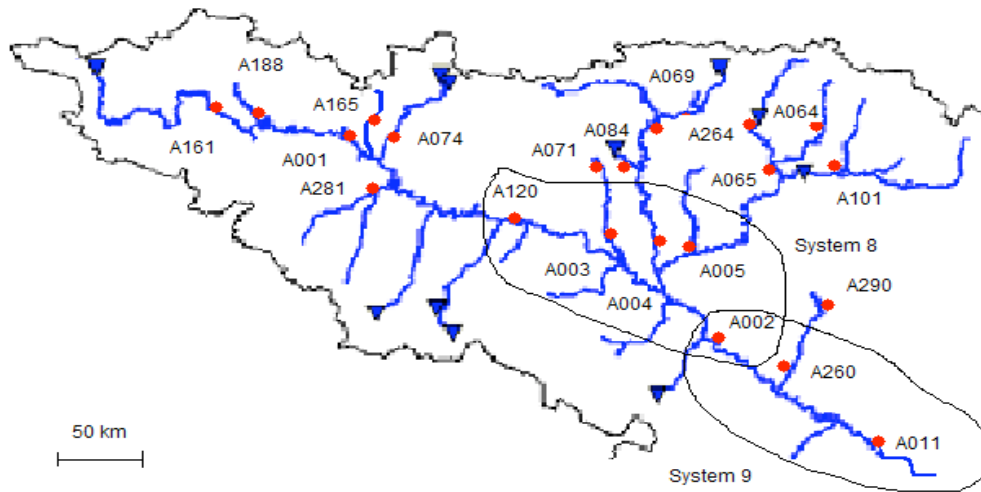 A188
A069
A165
A064
A161
A074
A084
A264
A001
A071
A065
A281
A120
A101
System 8
A003
A005
A290
A004
A002
A260
50 km
A011
System 9